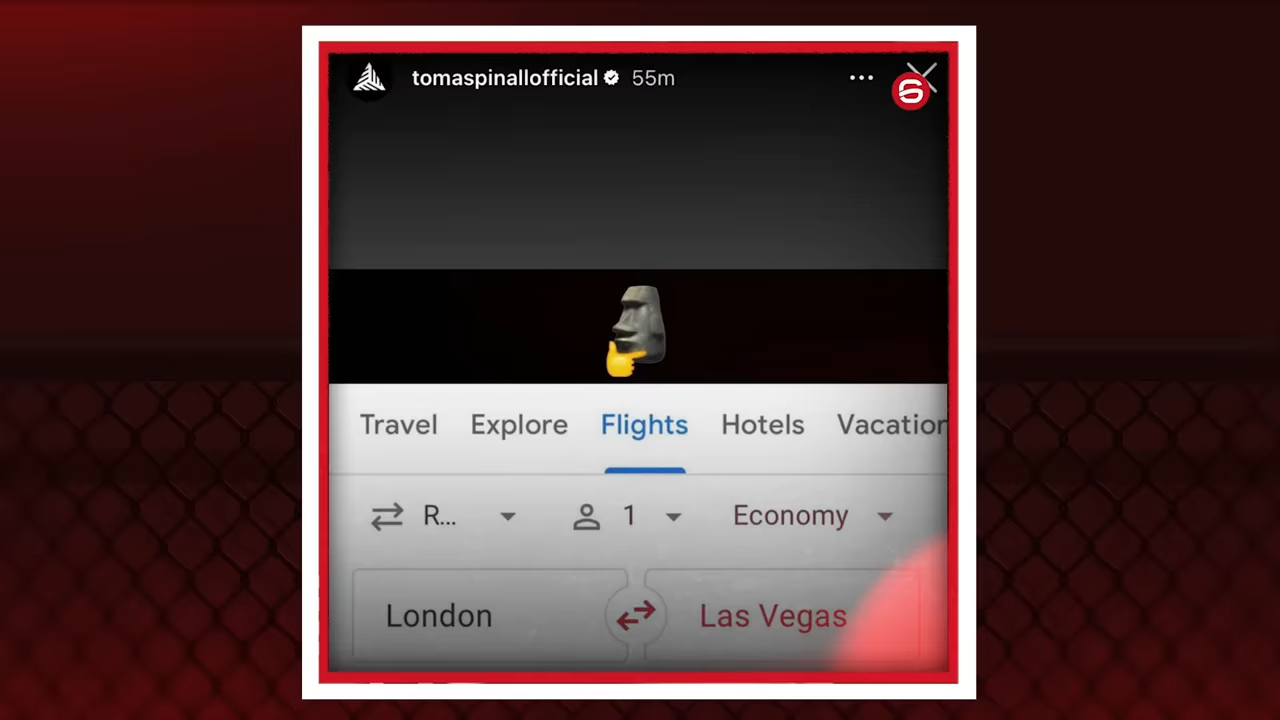 tomaspinallofficial 55m
Travel Explore Flights Hotels Vacation
R... 1 Economy
London Las Vegas